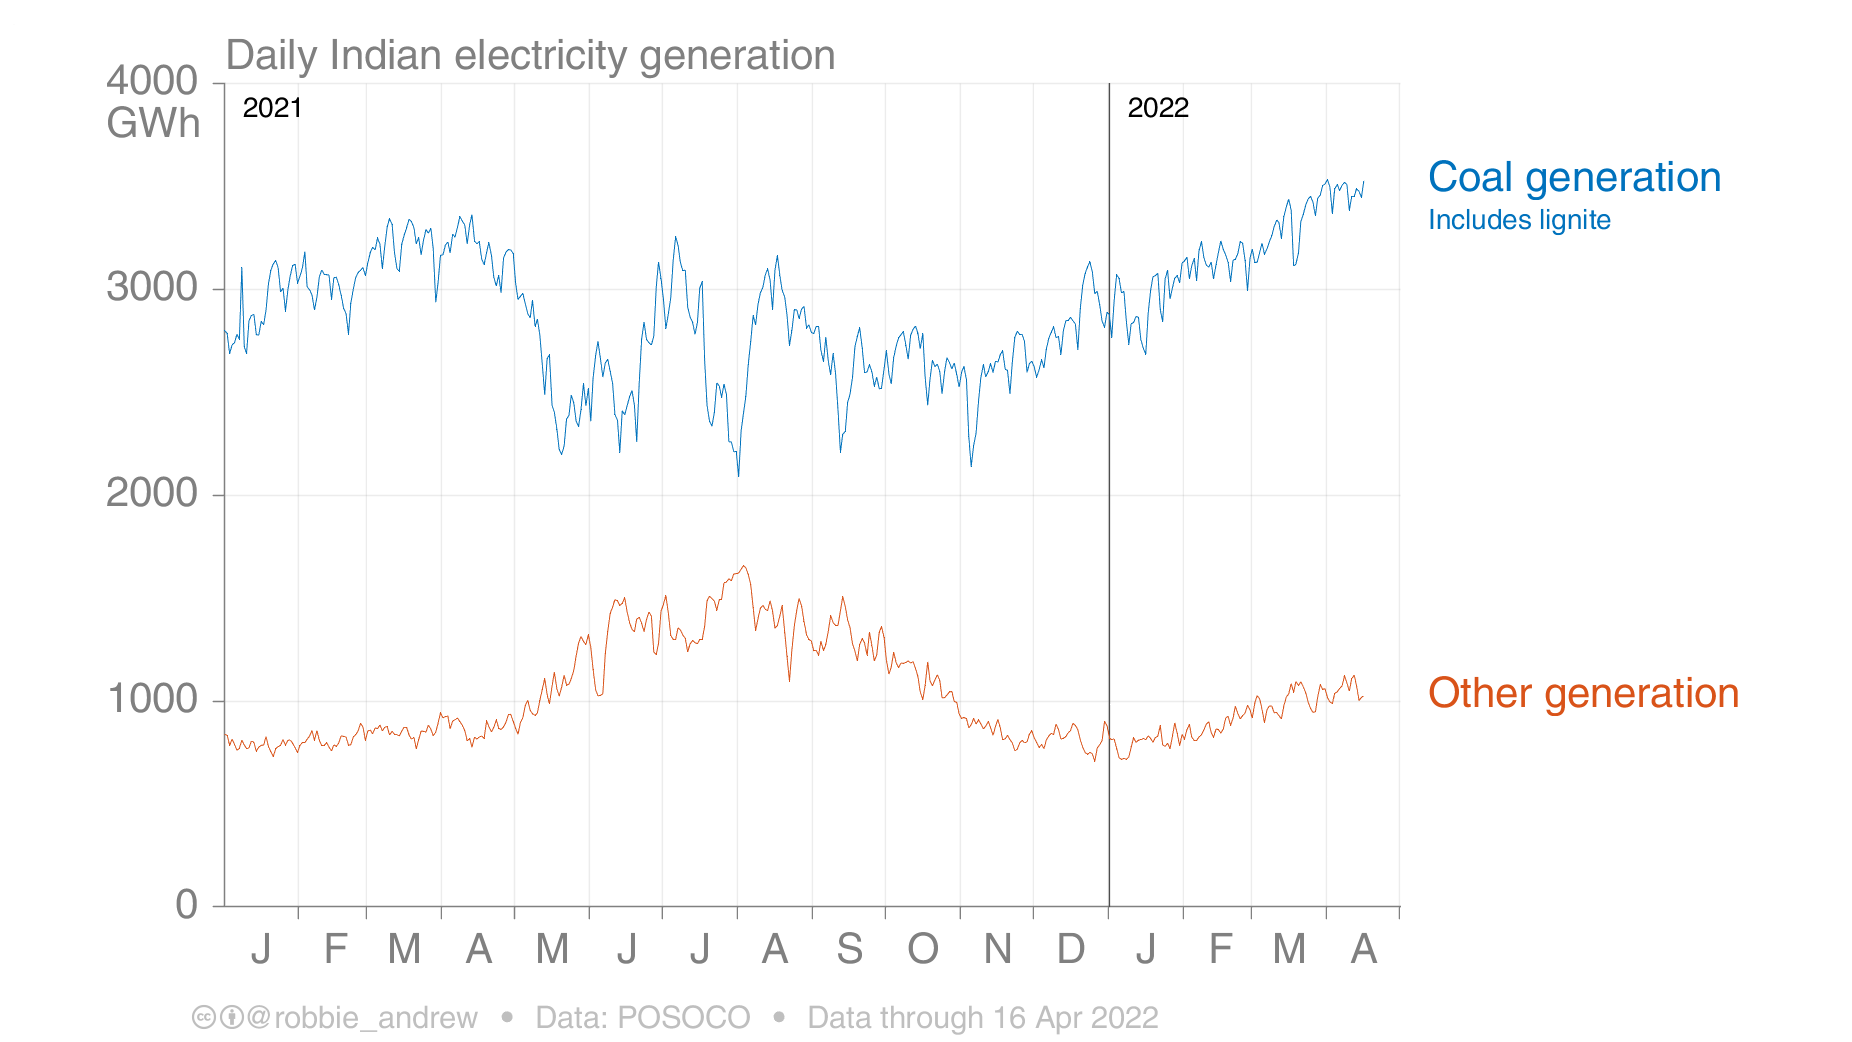 Daily Indian electricity generation
4000
GWh
2021
2022
Coal generation
Includes lignite
3000
2000
1000
Other generation
0
J F M A M J J A S O N D J F M A
cc @robbie_andrew • Data: POSOCO • Data through 16 Apr 2022